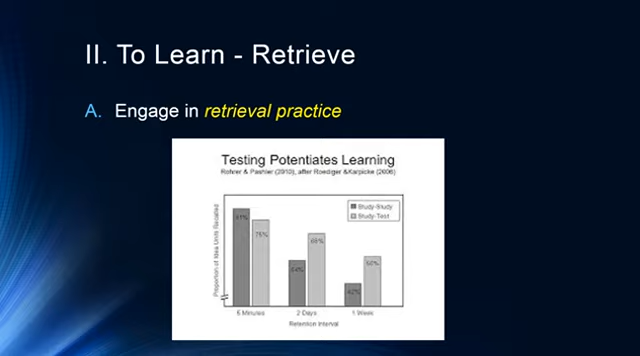 II. To Learn - Retrieve
A. Engage in retrieval practice
Testing Potentiates Learning
Rohrer & Pashler (2010), after Roediger &Karpicke (2006)
Proportion of Idea Units Recalled
Study-Study
Study-Test
81%
75%
54%
68%
42%
56%
5 Minutes
2 Days
1 Week
Retention Interval